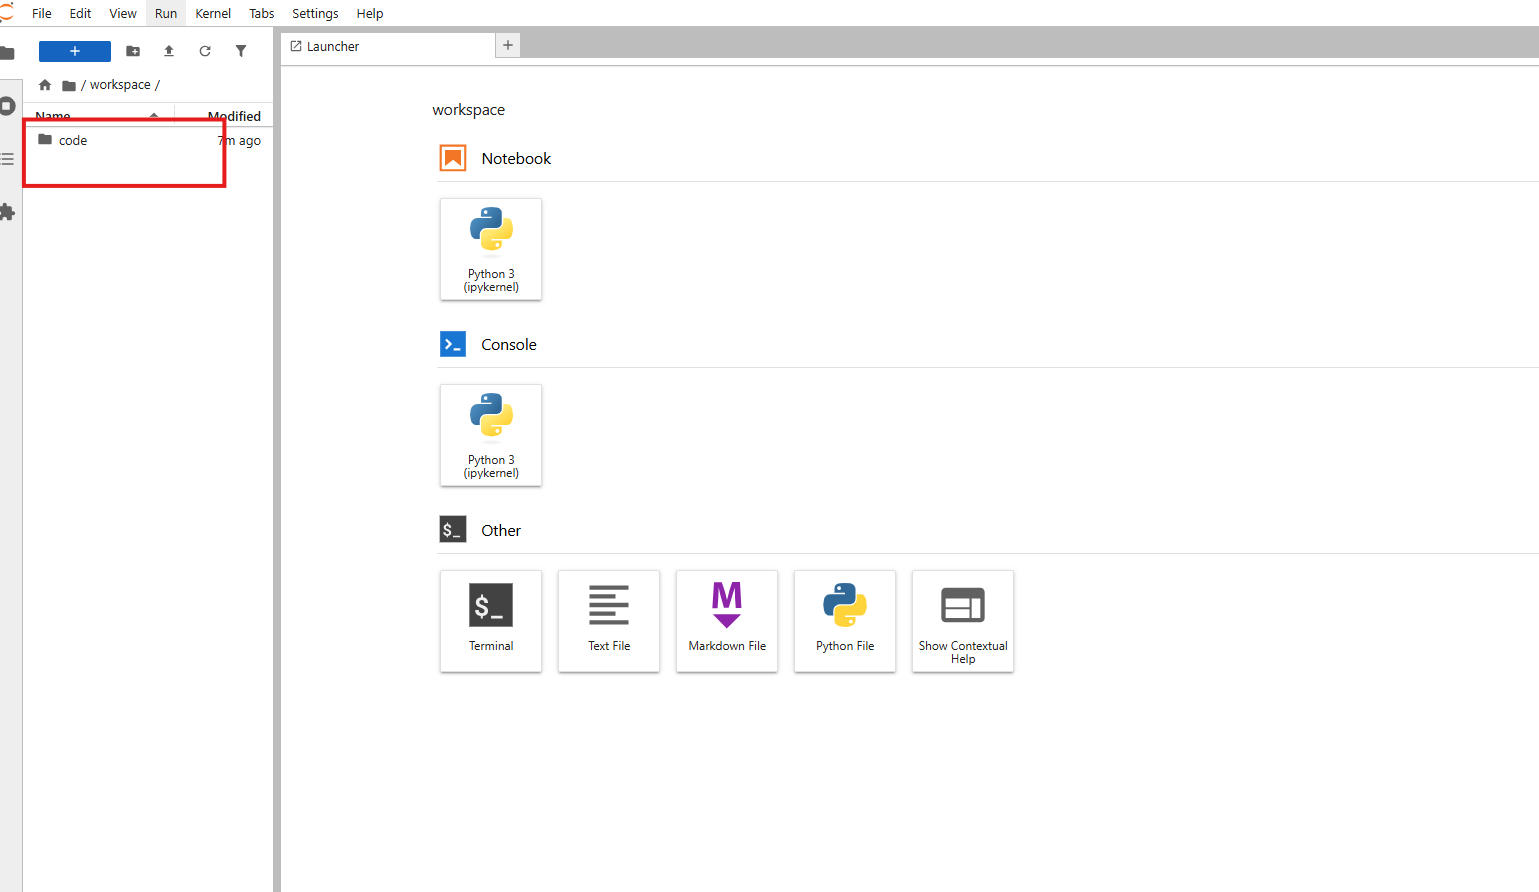 File Edit View Run Kernel Tabs Settings Help
+
Launcher
+
/ workspace /
Name Modified
code 7m ago
workspace
Notebook
Python 3
(ipykernel)
Console
Python 3
(ipykernel)
$_ Other
$_
Terminal
Text File
M
Markdown File
Python File
Show Contextual
Help